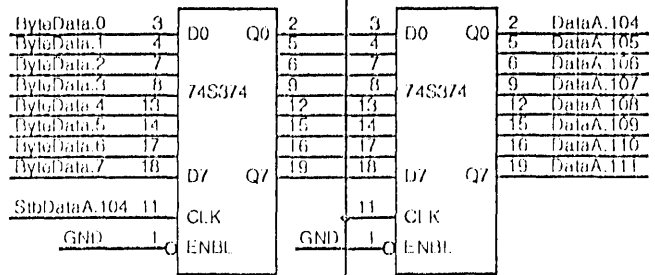 ByteData.0 3 D0 Q0 2 3 D0 Q0 2 DataA.104
ByteData.1 4 5 4 5 DataA.105
ByteData.2 7 6 7 6 DataA.106
ByteData.3 8 74S374 9 8 74S374 9 DataA.107
ByteData.4 13 12 13 12 DataA.108
ByteData.5 14 15 14 15 DataA.109
ByteData.6 17 16 17 16 DataA.110
ByteData.7 18 D7 Q7 19 18 D7 Q7 19 DataA.111
StbDataA.104 11 CLK 11 CLK
GND 1 ENBL GND 1 ENBL